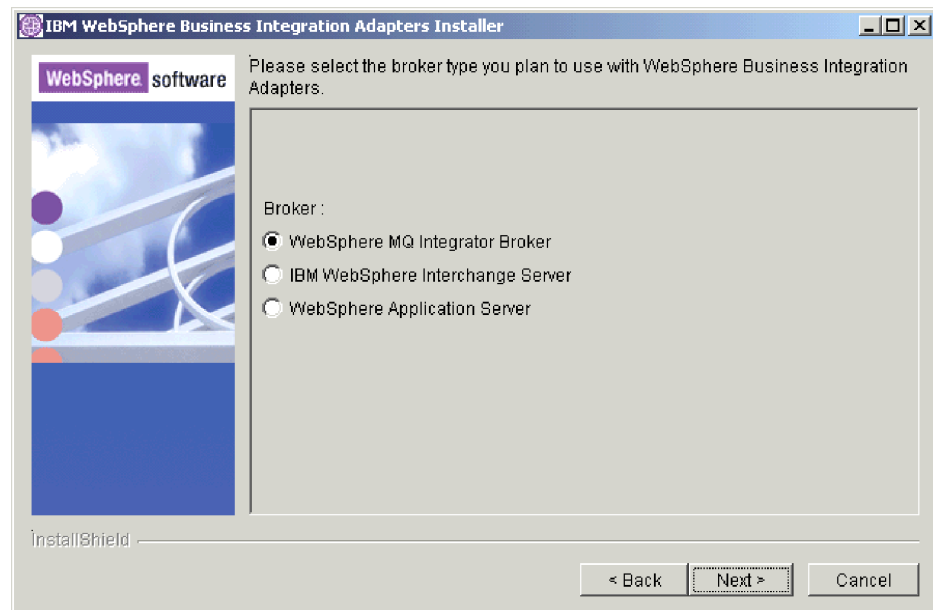 IBM WebSphere Business Integration Adapters Installer
WebSphere software
Please select the broker type you plan to use with WebSphere Business Integration
Adapters.
Broker :
WebSphere MQ Integrator Broker
IBM WebSphere Interchange Server
WebSphere Application Server
InstallShield
< Back
Next >
Cancel